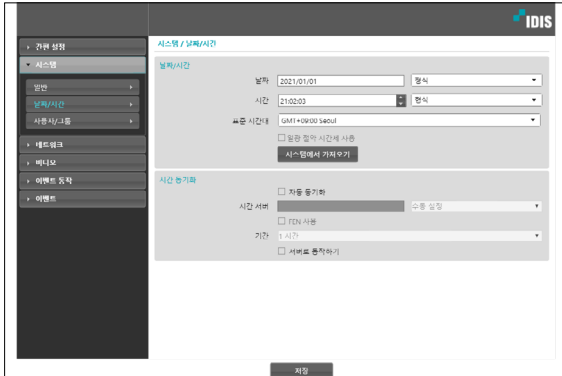 IDIS
간편 설정
시스템
일반
날짜/시간
사용자/그룹
네트워크
비디오
이벤트 동작
이벤트
시스템 / 날짜/시간
날짜/시간
날짜 2021/01/01 형식
시간 21:02:03 형식
표준 시간대 GMT+09:00 Seoul
일광 절약 시간제 사용
시스템에서 가져오기
시간 동기화
자동 동기화
시간 서버 수동 설정
FEN 사용
기간 1 시간
서버로 동작하기
저장